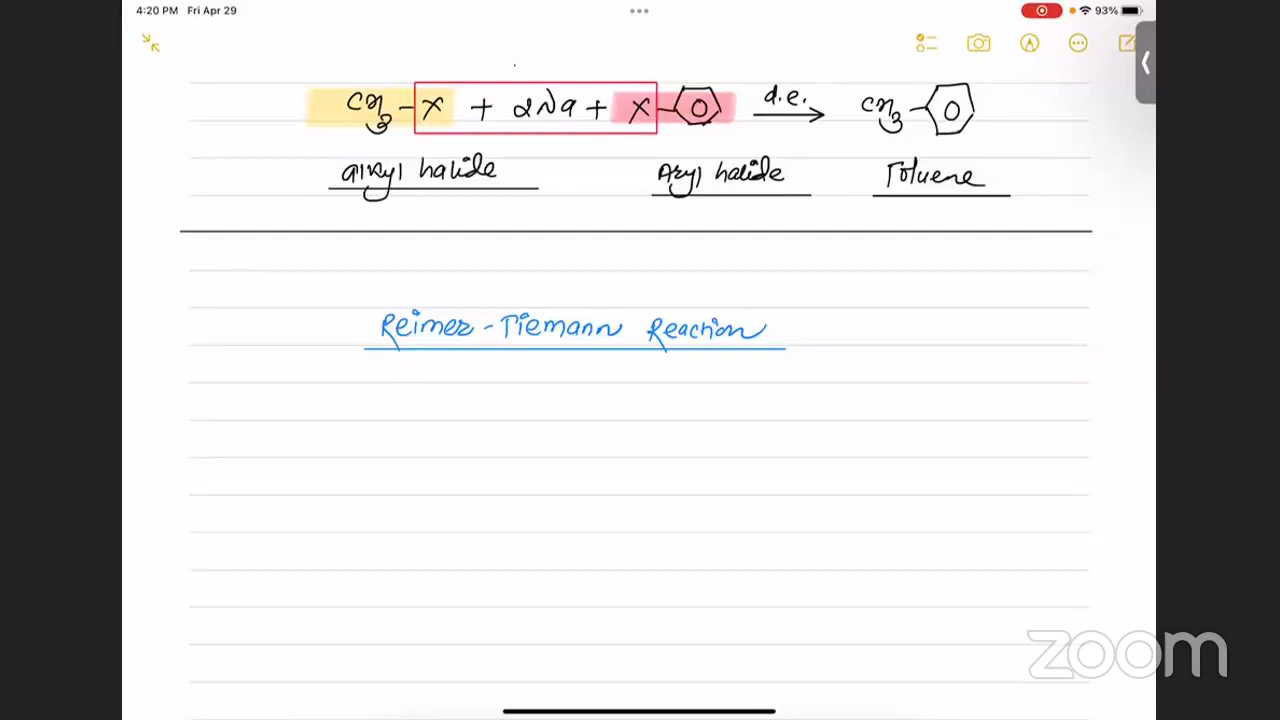 4:20 PM Fri Apr 29
93%
CH3 - X + 2Na + X d.e. CH3
alkyl halide Aryl halide Toluene
Reimer - Tiemann Reaction
zoom